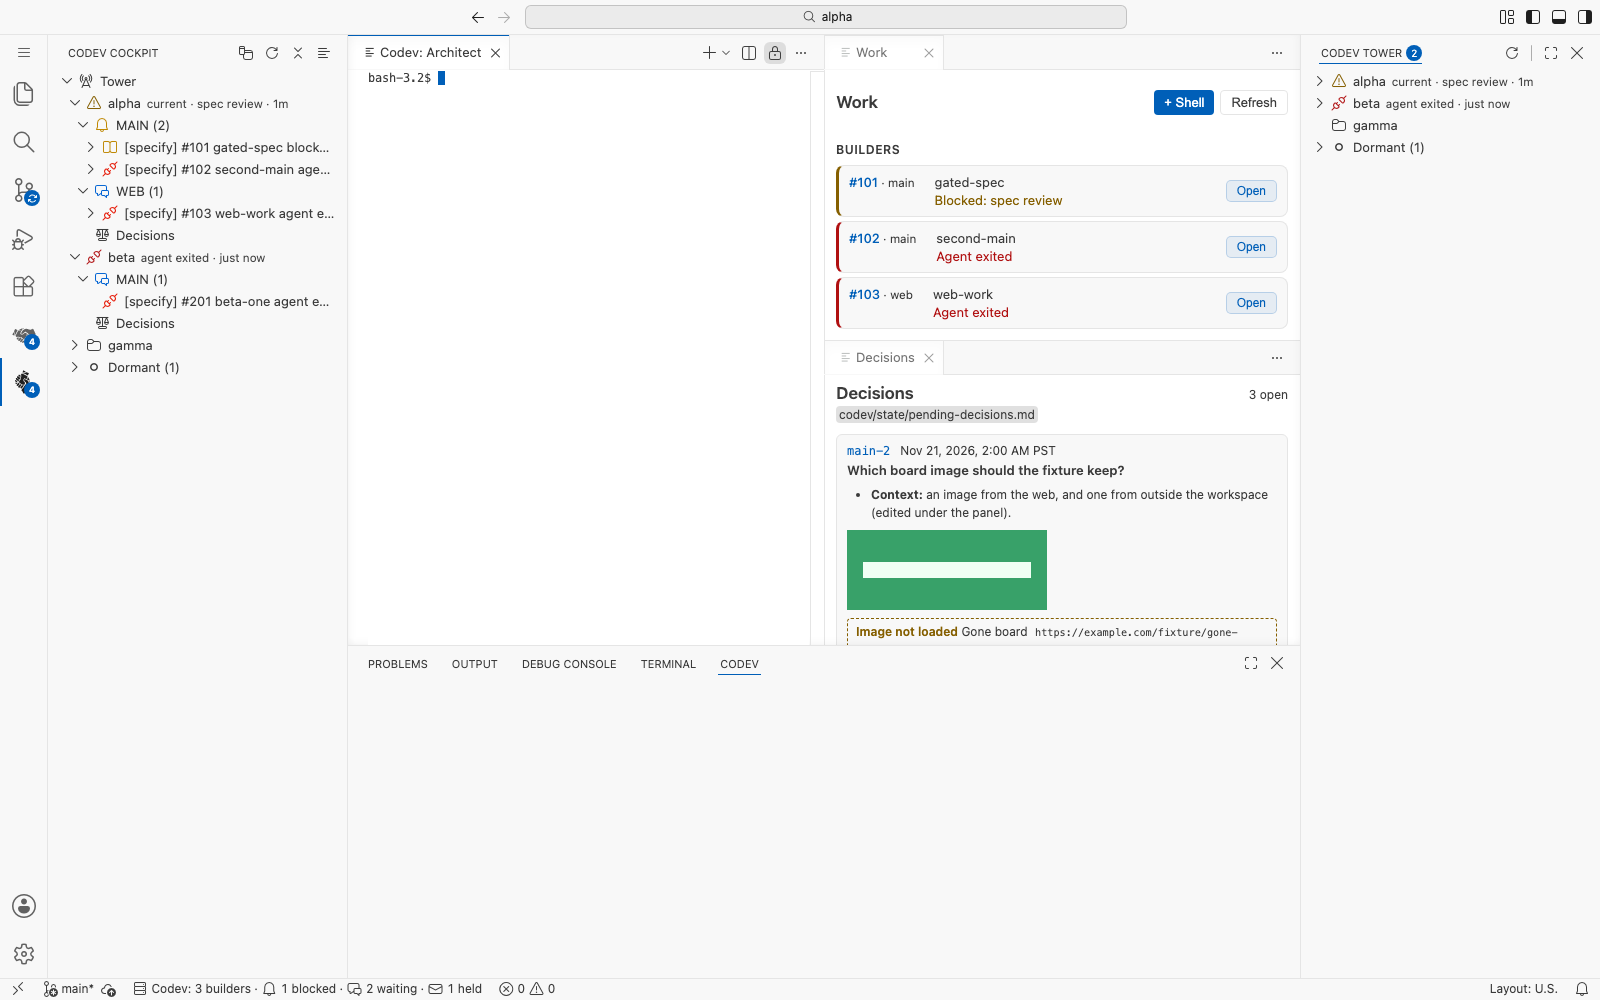 alpha
CODEV COCKPIT
Tower
alpha current · spec review · 1m
MAIN (2)
[specify] #101 gated-spec block...
[specify] #102 second-main age...
WEB (1)
[specify] #103 web-work agent e...
Decisions
beta agent exited · just now
MAIN (1)
[specify] #201 beta-one agent e...
Decisions
gamma
Dormant (1)
4
4
Codev: Architect
bash-3.2$
Work
Work
+ Shell
Refresh
BUILDERS
#101 · main gated-spec
Blocked: spec review
Open
#102 · main second-main
Agent exited
Open
#103 · web web-work
Agent exited
Open
Decisions
Decisions
3 open
codev/state/pending-decisions.md
main-2 Nov 21, 2026, 2:00 AM PST
Which board image should the fixture keep?
• Context: an image from the web, and one from outside the workspace
(edited under the panel).
Image not loaded Gone board https://example.com/fixture/gone-
PROBLEMS
OUTPUT
DEBUG CONSOLE
TERMINAL
CODEV
CODEV TOWER 2
alpha current · spec review · 1m
beta agent exited · just now
gamma
Dormant (1)
main*
Codev: 3 builders · 1 blocked · 2 waiting · 1 held
0
0
Layout: U.S.